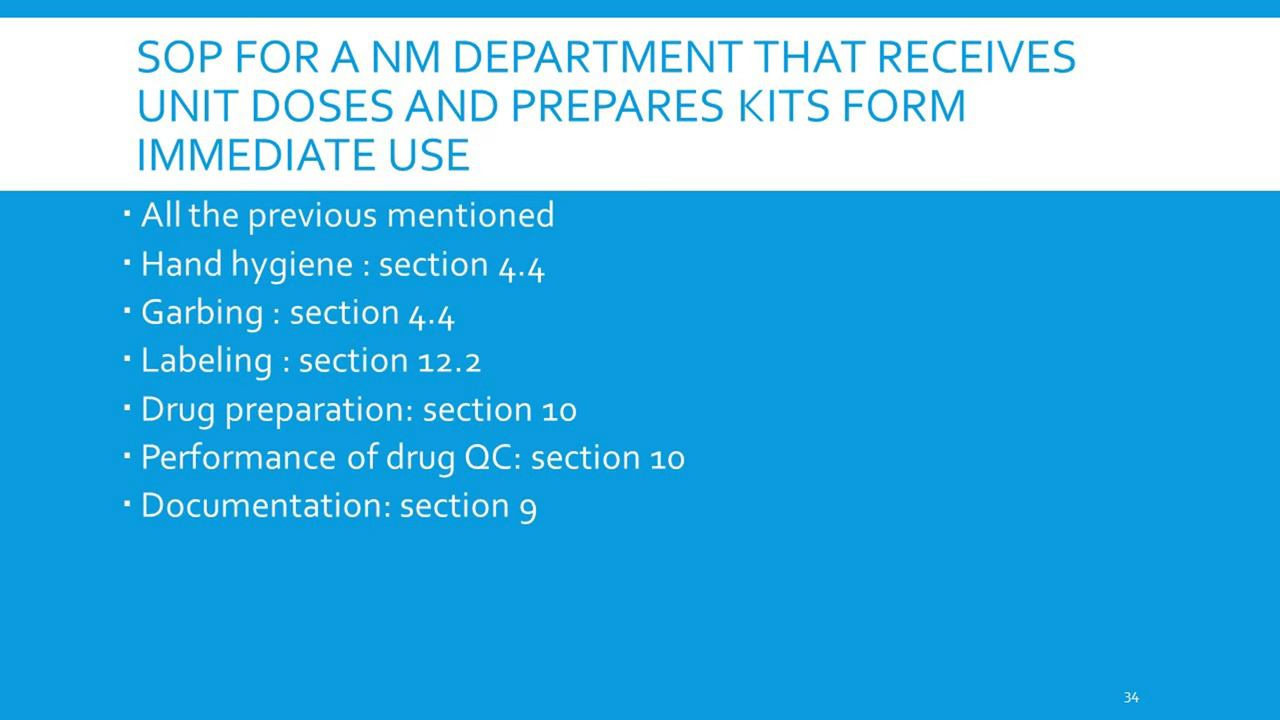 SOP FOR A NM DEPARTMENT THAT RECEIVES
UNIT DOSES AND PREPARES KITS FORM
IMMEDIATE USE
▪ All the previous mentioned
▪ Hand hygiene : section 4.4
▪ Garbing : section 4.4
▪ Labeling : section 12.2
▪ Drug preparation: section 10
▪ Performance of drug QC: section 10
▪ Documentation: section 9
34